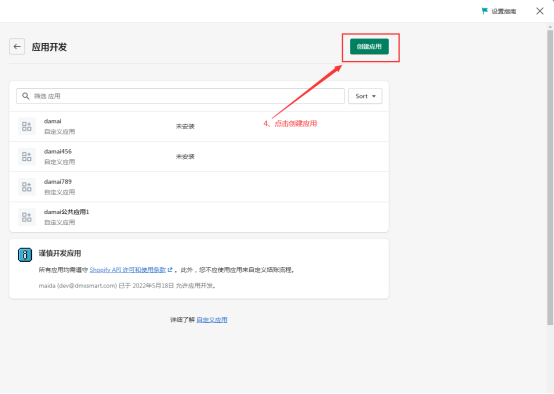 设置指南
应用开发
创建应用
筛选 应用
Sort
4、点击创建应用
damai
自定义应用
未安装
damai456
自定义应用
未安装
damai789
自定义应用
damai公共应用1
自定义应用
谨慎开发应用
所有应用均需遵守 Shopify API 许可和使用条款 。此外，您不应使用应用来自定义结账流程。
maida (dev@dmxsmart.com) 已于 2022年5月18日 允许应用开发。
详细了解 自定义应用